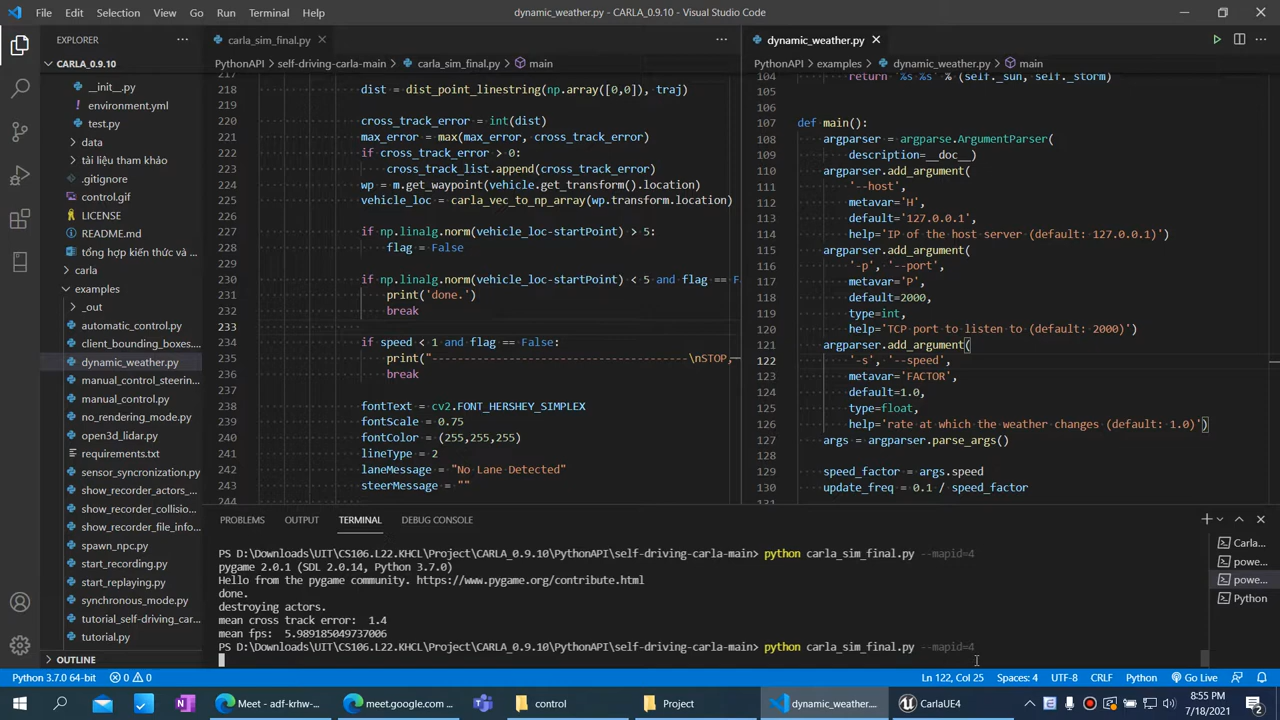 File Edit Selection View Go Run Terminal Help
dynamic_weather.py - CARLA_0.9.10 - Visual Studio Code
EXPLORER
CARLA_0.9.10
__init__.py
environment.yml
test.py
data
tài liệu tham khảo
.gitignore
control.gif
LICENSE
README.md
tổng hợp kiến thức và ...
carla
examples
_out
automatic_control.py
client_bounding_boxes....
dynamic_weather.py
manual_control_steerin...
manual_control.py
no_rendering_mode.py
open3d_lidar.py
requirements.txt
sensor_syncronization.py
show_recorder_actors_...
show_recorder_collisio...
show_recorder_file_info...
spawn_npc.py
start_recording.py
start_replaying.py
synchronous_mode.py
tutorial_self-driving_car...
tutorial.py
OUTLINE
carla_sim_final.py
PythonAPI > self-driving-carla-main > carla_sim_final.py > main
217
218 dist = dist_point_linestring(np.array([0,0]), traj)
219
220 cross_track_error = int(dist)
221 max_error = max(max_error, cross_track_error)
222 if cross_track_error > 0:
223 cross_track_list.append(cross_track_error)
224 wp = m.get_waypoint(vehicle.get_transform().location)
225 vehicle_loc = carla_vec_to_np_array(wp.transform.location)
226
227 if np.linalg.norm(vehicle_loc-startPoint) > 5:
228 flag = False
229
230 if np.linalg.norm(vehicle_loc-startPoint) < 5 and flag == F
231 print('done.')
232 break
233
234 if speed < 1 and flag == False:
235 print("----------------------------------------\nSTOP,
236 break
237
238 fontText = cv2.FONT_HERSHEY_SIMPLEX
239 fontScale = 0.75
240 fontColor = (255,255,255)
241 lineType = 2
242 laneMessage = "No Lane Detected"
243 steerMessage = ""
244
dynamic_weather.py
PythonAPI > examples > dynamic_weather.py > main
104 return '%s %s' % (self._sun, self._storm)
105
106
107 def main():
108 argparser = argparse.ArgumentParser(
109 description=__doc__)
110 argparser.add_argument(
111 '--host',
112 metavar='H',
113 default='127.0.0.1',
114 help='IP of the host server (default: 127.0.0.1)')
115 argparser.add_argument(
116 '-p', '--port',
117 metavar='P',
118 default=2000,
119 type=int,
120 help='TCP port to listen to (default: 2000)')
121 argparser.add_argument(
122 '-s', '--speed',
123 metavar='FACTOR',
124 default=1.0,
125 type=float,
126 help='rate at which the weather changes (default: 1.0)')
127 args = argparser.parse_args()
128
129 speed_factor = args.speed
130 update_freq = 0.1 / speed_factor
131
PROBLEMS OUTPUT TERMINAL DEBUG CONSOLE
PS D:\Downloads\UIT\CS106.L22.KHCL\Project\CARLA_0.9.10\PythonAPI\self-driving-carla-main> python carla_sim_final.py --mapid=4
pygame 2.0.1 (SDL 2.0.14, Python 3.7.0)
Hello from the pygame community. https://www.pygame.org/contribute.html
done.
destroying actors.
mean cross track error: 1.4
mean fps: 5.989185049737006
PS D:\Downloads\UIT\CS106.L22.KHCL\Project\CARLA_0.9.10\PythonAPI\self-driving-carla-main> python carla_sim_final.py --mapid=4
Carla...
powe...
powe...
Python
Python 3.7.0 64-bit 0 0
Ln 122, Col 25 Spaces: 4 UTF-8 CRLF Python Go Live
Meet - adf-krhw-...
meet.google.com ...
control
Project
dynamic_weather....
CarlaUE4
8:55 PM
7/18/2021